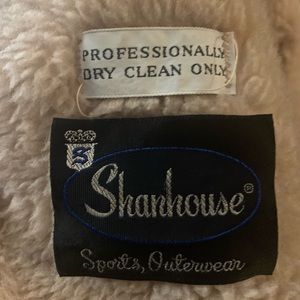 PROFESSIONALLY
DRY CLEAN ONLY
S
Shanhouse®
Sports, Outerwear